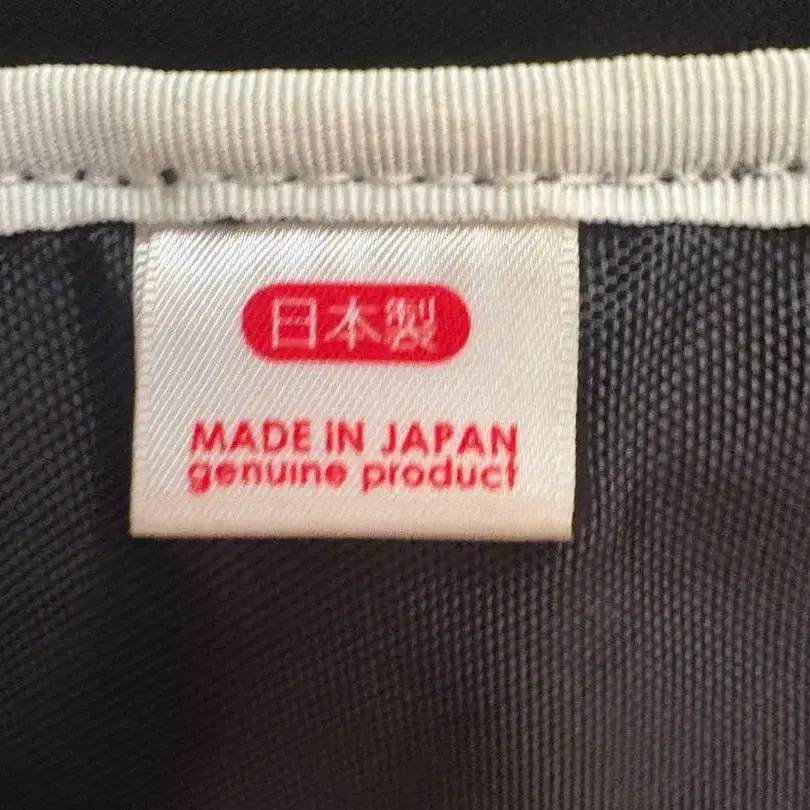 日本製
MADE IN JAPAN
genuine product